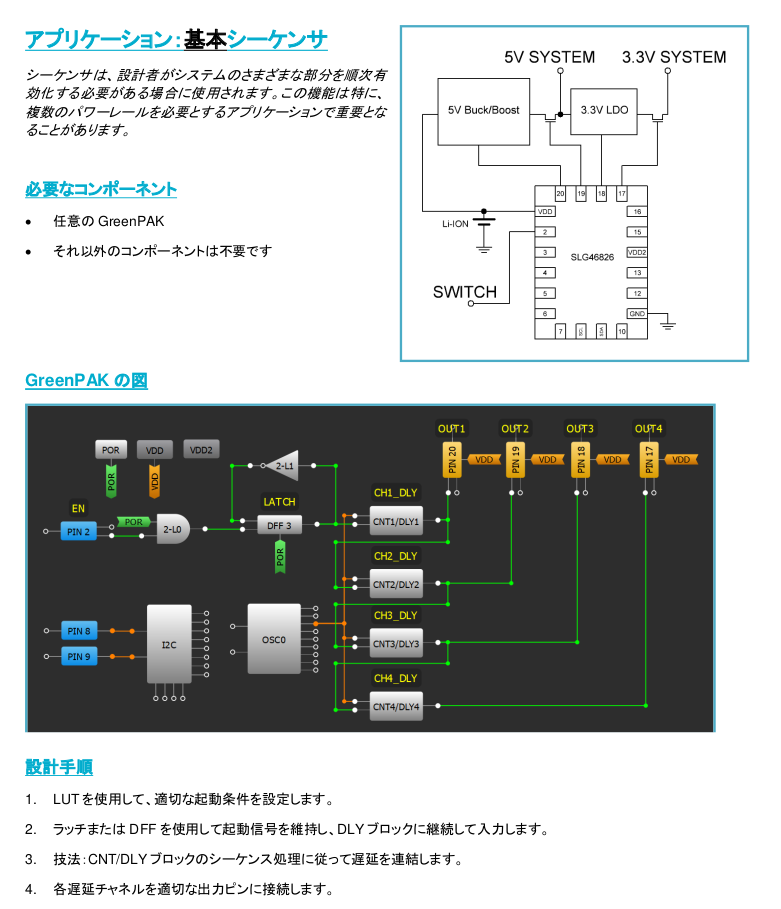 アプリケーション：基本シーケンサ
シーケンサは、設計者がシステムのさまざまな部分を順次有
効化する必要がある場合に使用されます。この機能は特に、
複数のパワーレールを必要とするアプリケーションで重要とな
ることがあります。
必要なコンポーネント
• 任意の GreenPAK
• それ以外のコンポーネントは不要です
5V SYSTEM 3.3V SYSTEM
5V Buck/Boost
3.3V LDO
20 19 18 17
VDD 16
Li-ION
2 15
3 SLG46826 VDD2
4 13
SWITCH
5 12
6 GND
7 SCL SDA 10
GreenPAK の図
OUT1 OUT2 OUT3 OUT4
POR VDD VDD2
PIN 20 VDD PIN 19 VDD PIN 18 VDD PIN 17 VDD
POR VDD
2-L1
EN
LATCH
CH1_DLY
PIN 2 POR 2-L0
DFF 3
CNT1/DLY1
POR
CH2_DLY
CNT2/DLY2
CH3_DLY
PIN 8
PIN 9
I2C
OSC0
CNT3/DLY3
CH4_DLY
CNT4/DLY4
設計手順
1. LUT を使用して、適切な起動条件を設定します。
2. ラッチまたは DFF を使用して起動信号を維持し、DLY ブロックに継続して入力します。
3. 技法：CNT/DLY ブロックのシーケンス処理に従って遅延を連結します。
4. 各遅延チャネルを適切な出力ピンに接続します。